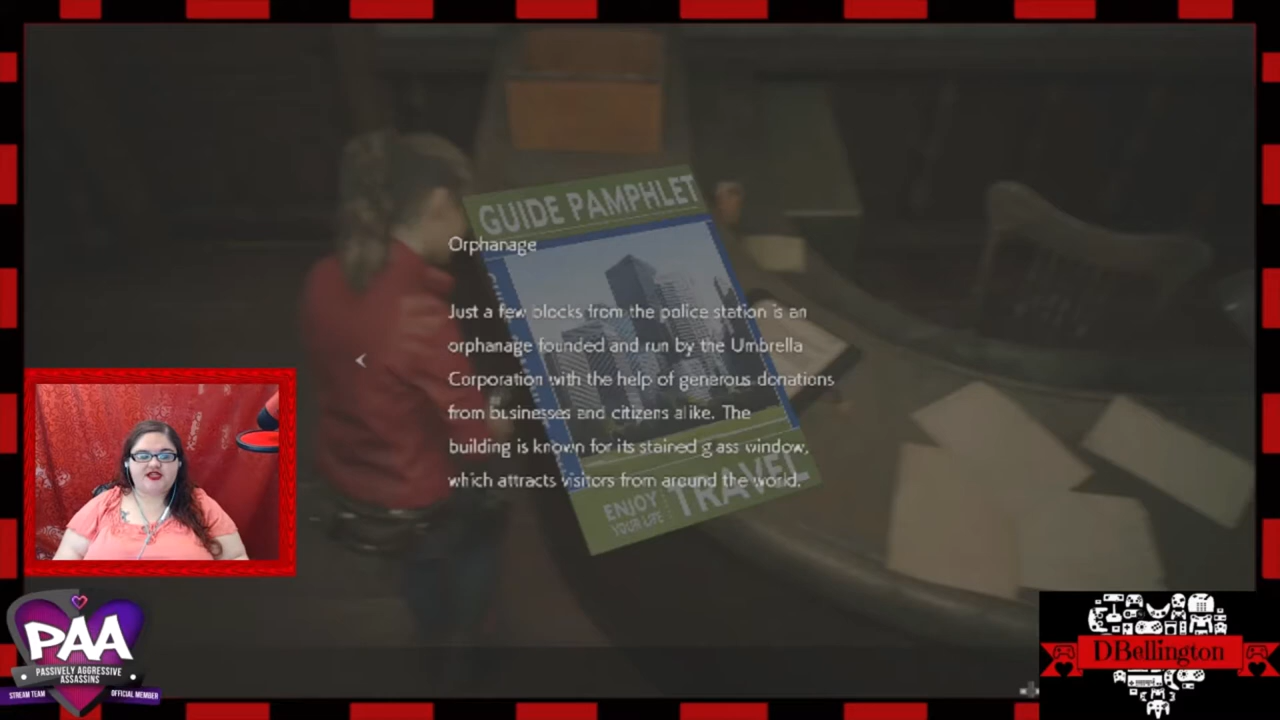 GUIDE PAMPHLET
Orphanage
Just a few blocks from the police station is an
orphanage founded and run by the Umbrella
Corporation with the help of generous donations
from businesses and citizens alike. The
building is known for its stained glass window,
which attracts visitors from around the world.
ENJOY
YOUR LIFE
TRAVEL
PAA
PASSIVELY AGGRESSIVE
ASSASSINS
STREAM TEAM
OFFICIAL MEMBER
DBellington